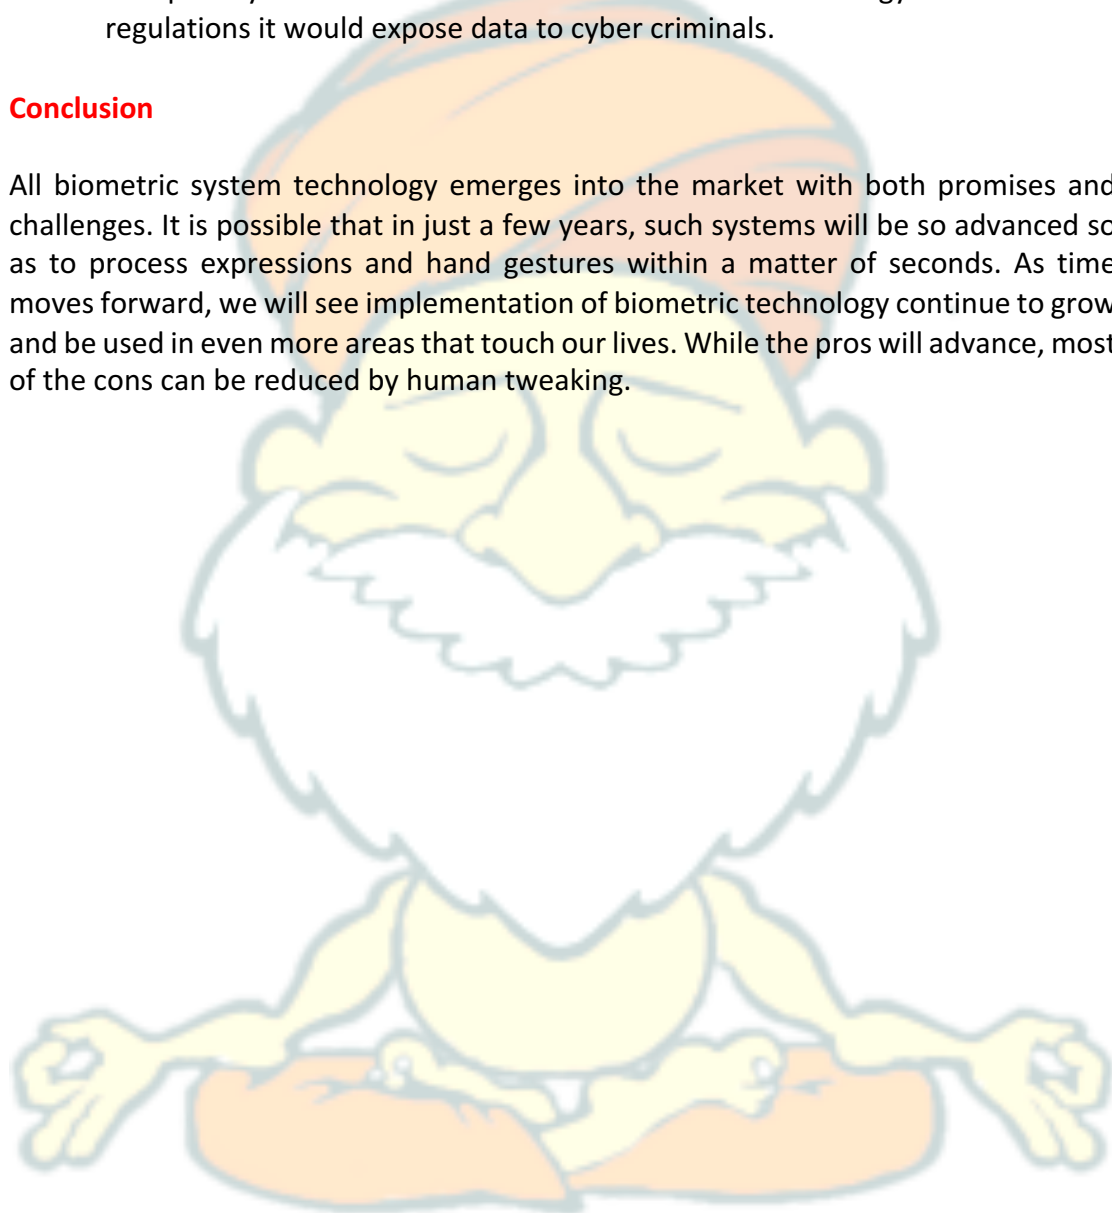 regulations it would expose data to cyber criminals.
Conclusion
All biometric system technology emerges into the market with both promises and
challenges. It is possible that in just a few years, such systems will be so advanced so
as to process expressions and hand gestures within a matter of seconds. As time
moves forward, we will see implementation of biometric technology continue to grow
and be used in even more areas that touch our lives. While the pros will advance, most
of the cons can be reduced by human tweaking.